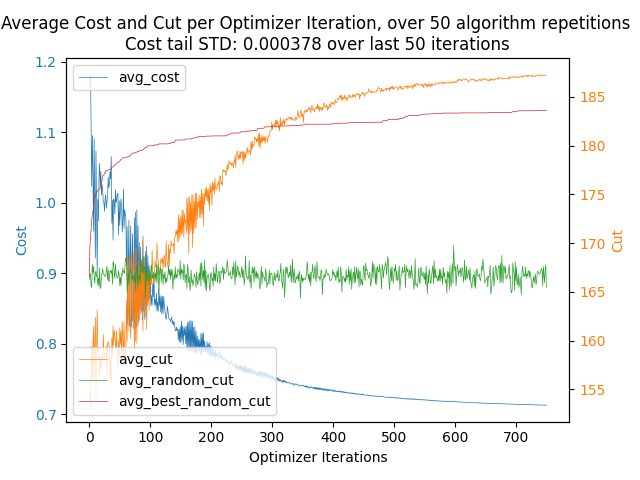 Average Cost and Cut per Optimizer Iteration, over 50 algorithm repetitions
Cost tail STD: 0.000378 over last 50 iterations
avg_cost
avg_cut
avg_random_cut
avg_best_random_cut
Cost
1.2
1.1
1.0
0.9
0.8
0.7
Cut
185
180
175
170
165
160
155
0 100 200 300 400 500 600 700
Optimizer Iterations